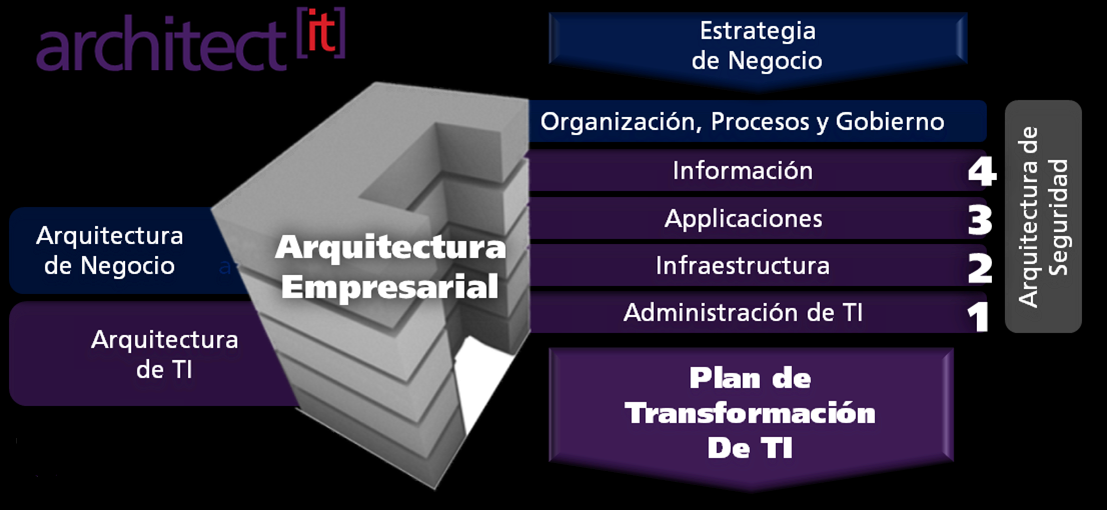 architect[it]
Estrategia
de Negocio
Organización, Procesos y Gobierno
Información 4
Applicaciones 3
Infraestructura 2
Administración de TI 1
Arquitectura de
Seguridad
Arquitectura
de Negocio
Arquitectura
de TI
Arquitectura
Empresarial
Plan de
Transformación
De TI